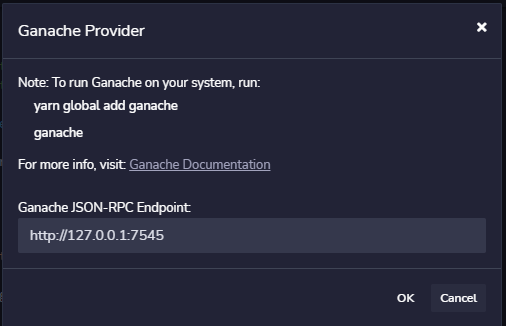 Ganache Provider
Note: To run Ganache on your system, run:
yarn global add ganache
ganache
For more info, visit: Ganache Documentation
Ganache JSON-RPC Endpoint:
http://127.0.0.1:7545
OK Cancel